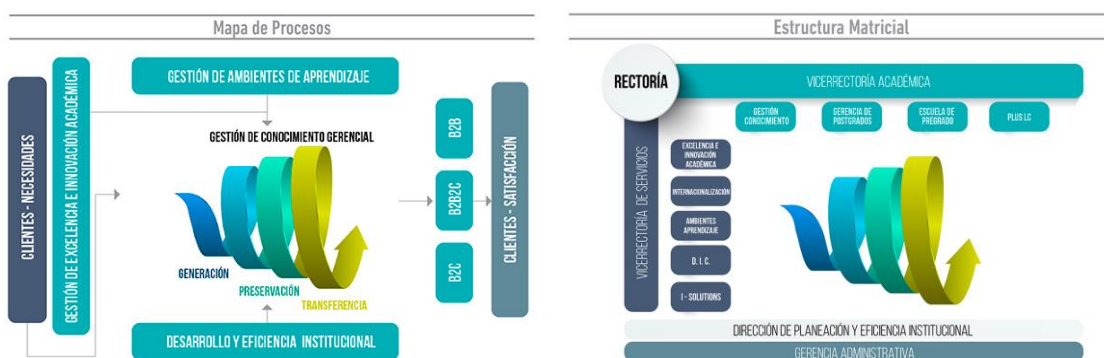 Mapa de Procesos
CLIENTES - NECESIDADES
GESTIÓN DE EXCELENCIA E INNOVACIÓN ACADÉMICA
GESTIÓN DE AMBIENTES DE APRENDIZAJE
GESTIÓN DE CONOCIMIENTO GERENCIAL
GENERACIÓN
PRESERVACIÓN
TRANSFERENCIA
DESARROLLO Y EFICIENCIA INSTITUCIONAL
B2B
B2B2C
B2C
CLIENTES - SATISFACCIÓN
Estructura Matricial
RECTORÍA
VICERRECTORÍA ACADÉMICA
GESTIÓN
CONOCIMIENTO
GERENCIA DE
POSTGRADOS
ESCUELA DE
PREGRADO
PLUS LC
VICERRECTORÍA DE SERVICIOS
EXCELENCIA E
INNOVACIÓN
ACADÉMICA
INTERNACIONALIZACIÓN
AMBIENTES
APRENDIZAJE
D. I. C.
I - SOLUTIONS
DIRECCIÓN DE PLANEACIÓN Y EFICIENCIA INSTITUCIONAL
GERENCIA ADMINISTRATIVA